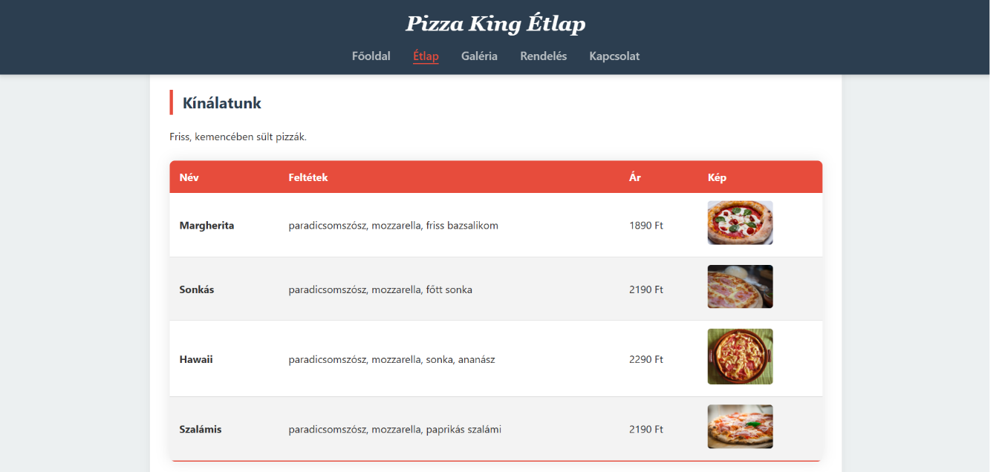 Pizza King Étlap
Főoldal Étlap Galéria Rendelés Kapcsolat
Kínálatunk
Friss, kemencében sült pizzák.
Név Feltétek Ár Kép
Margherita paradicsomszósz, mozzarella, friss bazsalikom 1890 Ft
Sonkás paradicsomszósz, mozzarella, főtt sonka 2190 Ft
Hawaii paradicsomszósz, mozzarella, sonka, ananász 2290 Ft
Szalámis paradicsomszósz, mozzarella, paprikás szalámi 2190 Ft